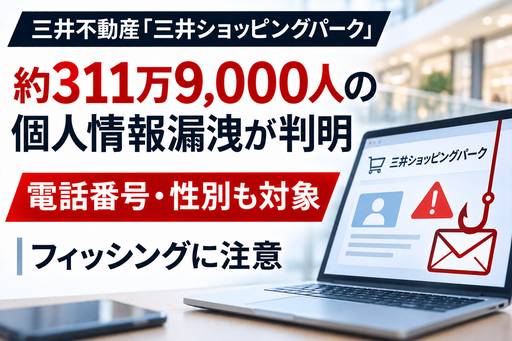 三井不動産「三井ショッピングパーク」
約311万9,000人の
個人情報漏洩が判明
電話番号・性別も対象
フィッシングに注意
三井ショッピングパーク